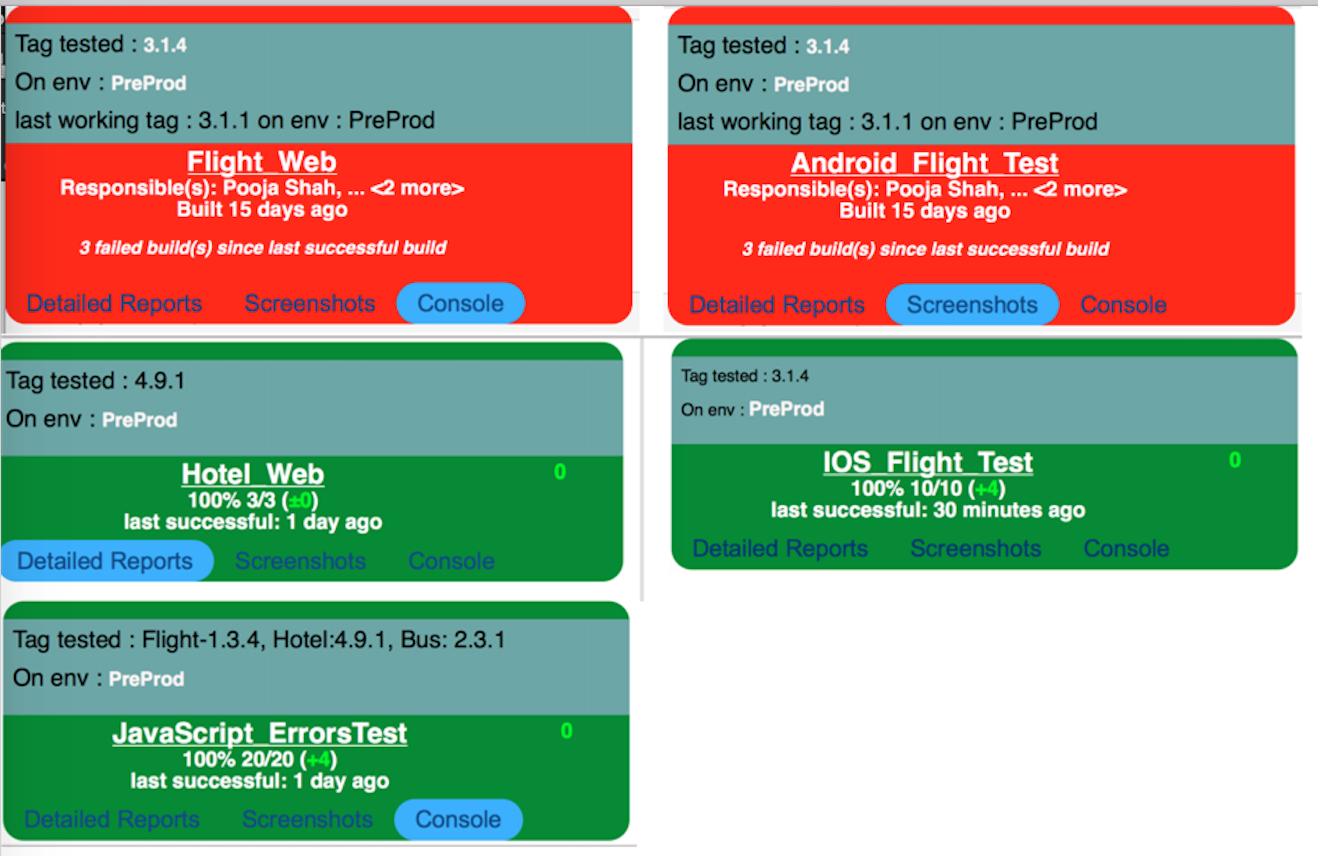 Tag tested : 3.1.4
On env : PreProd
last working tag : 3.1.1 on env : PreProd
Flight_Web
Responsible(s): Pooja Shah, ... <2 more>
Built 15 days ago
3 failed build(s) since last successful build
Detailed Reports Screenshots Console
Tag tested : 3.1.4
On env : PreProd
last working tag : 3.1.1 on env : PreProd
Android_Flight_Test
Responsible(s): Pooja Shah, ... <2 more>
Built 15 days ago
3 failed build(s) since last successful build
Detailed Reports Screenshots Console
Tag tested : 4.9.1
On env : PreProd
Hotel_Web 0
100% 3/3 (±0)
last successful: 1 day ago
Detailed Reports Screenshots Console
Tag tested : 3.1.4
On env : PreProd
IOS_Flight_Test 0
100% 10/10 (+4)
last successful: 30 minutes ago
Detailed Reports Screenshots Console
Tag tested : Flight-1.3.4, Hotel:4.9.1, Bus: 2.3.1
On env : PreProd
JavaScript_ErrorsTest 0
100% 20/20 (+4)
last successful: 1 day ago
Detailed Reports Screenshots Console